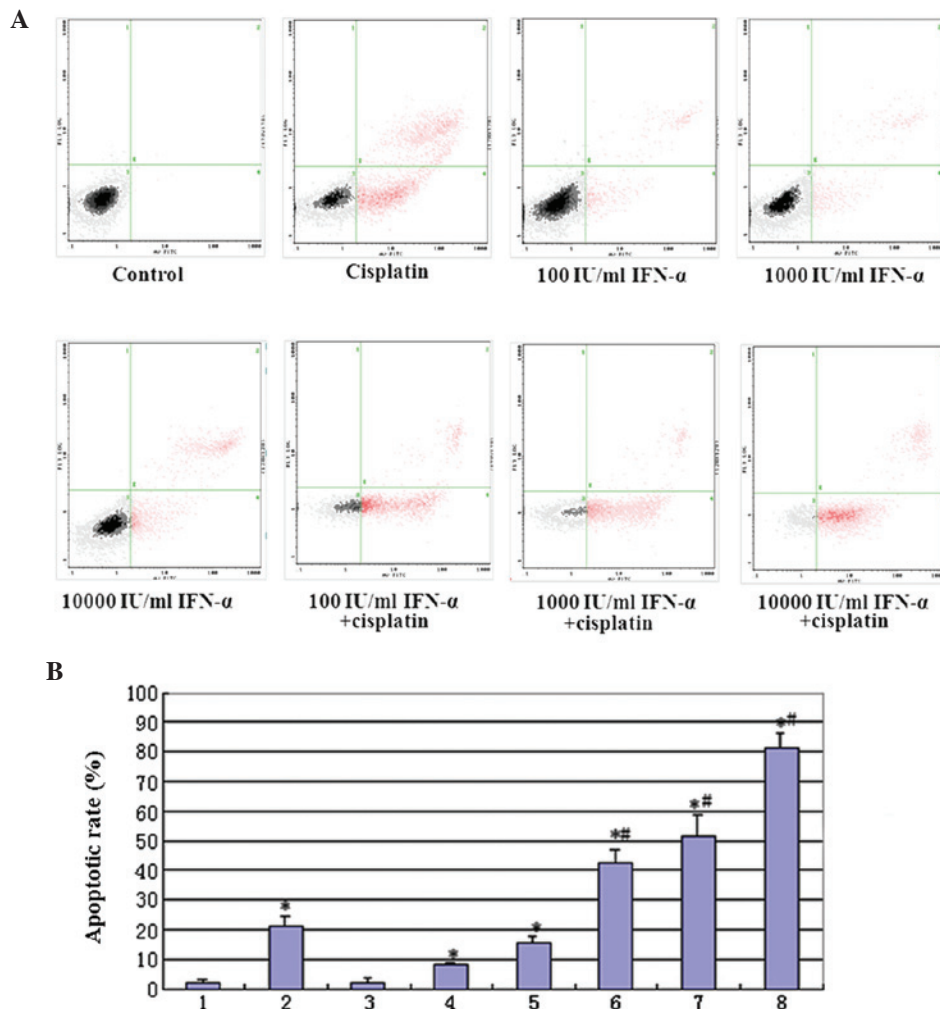 A
Control
Cisplatin
100 IU/ml IFN-α
1000 IU/ml IFN-α
10000 IU/ml IFN-α
100 IU/ml IFN-α
+cisplatin
1000 IU/ml IFN-α
+cisplatin
10000 IU/ml IFN-α
+cisplatin
B
Apoptotic rate (%)
100
90
80
70
60
50
40
30
20
10
0
*
*
*
*#
*#
*#
1 2 3 4 5 6 7 8